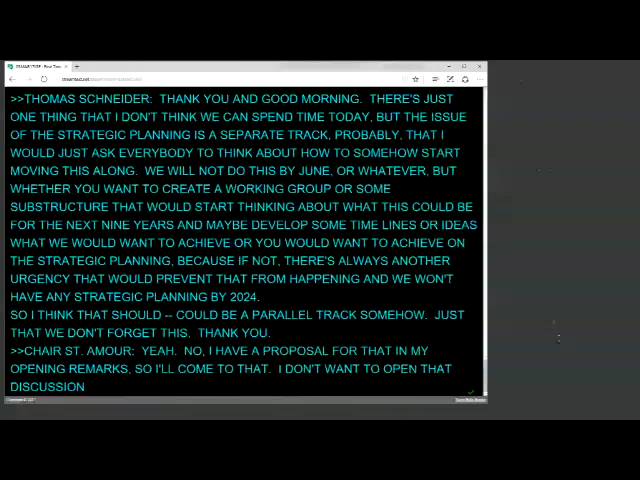 >>THOMAS SCHNEIDER:  THANK YOU AND GOOD MORNING.  THERE'S JUST
ONE THING THAT I DON'T THINK WE CAN SPEND TIME TODAY, BUT THE ISSUE
OF THE STRATEGIC PLANNING IS A SEPARATE TRACK, PROBABLY, THAT I
WOULD JUST ASK EVERYBODY TO THINK ABOUT HOW TO SOMEHOW START
MOVING THIS ALONG.  WE WILL NOT DO THIS BY JUNE, OR WHATEVER, BUT
WHETHER YOU WANT TO CREATE A WORKING GROUP OR SOME
SUBSTRUCTURE THAT WOULD START THINKING ABOUT WHAT THIS COULD BE
FOR THE NEXT NINE YEARS AND MAYBE DEVELOP SOME TIME LINES OR IDEAS
WHAT WE WOULD WANT TO ACHIEVE OR YOU WOULD WANT TO ACHIEVE ON
THE STRATEGIC PLANNING, BECAUSE IF NOT, THERE'S ALWAYS ANOTHER
URGENCY THAT WOULD PREVENT THAT FROM HAPPENING AND WE WON'T
HAVE ANY STRATEGIC PLANNING BY 2024.
SO I THINK THAT SHOULD -- COULD BE A PARALLEL TRACK SOMEHOW.  JUST
THAT WE DON'T FORGET THIS.  THANK YOU.
>>CHAIR ST. AMOUR:  YEAH.  NO, I HAVE A PROPOSAL FOR THAT IN MY
OPENING REMARKS, SO I'LL COME TO THAT.  I DON'T WANT TO OPEN THAT
DISCUSSION